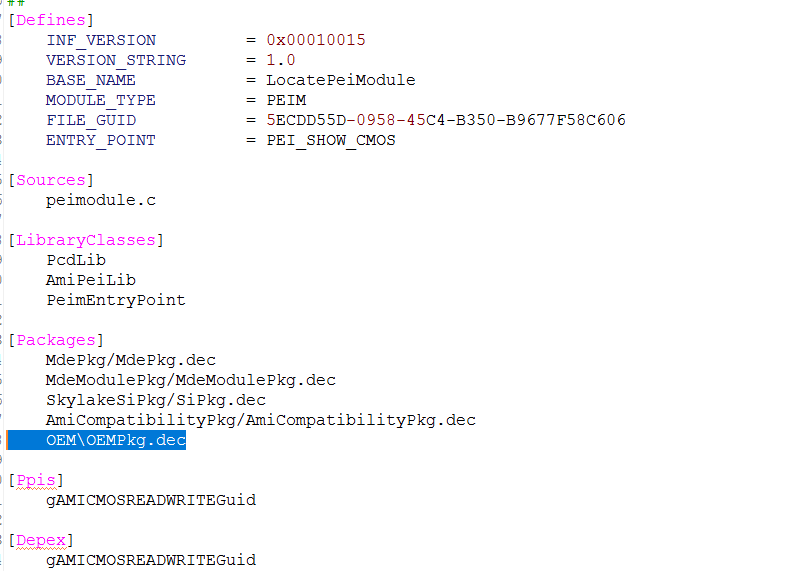 ##
[Defines]
INF_VERSION = 0x00010015
VERSION_STRING = 1.0
BASE_NAME = LocatePeiModule
MODULE_TYPE = PEIM
FILE_GUID = 5ECDD55D-0958-45C4-B350-B9677F58C606
ENTRY_POINT = PEI_SHOW_CMOS
[Sources]
peimodule.c
[LibraryClasses]
PcdLib
AmiPeiLib
PeimEntryPoint
[Packages]
MdePkg/MdePkg.dec
MdeModulePkg/MdeModulePkg.dec
SkylakeSiPkg/SiPkg.dec
AmiCompatibilityPkg/AmiCompatibilityPkg.dec
OEM\OEMPkg.dec
[Ppis]
gAMICMOSREADWRITEGuid
[Depex]
gAMICMOSREADWRITEGuid